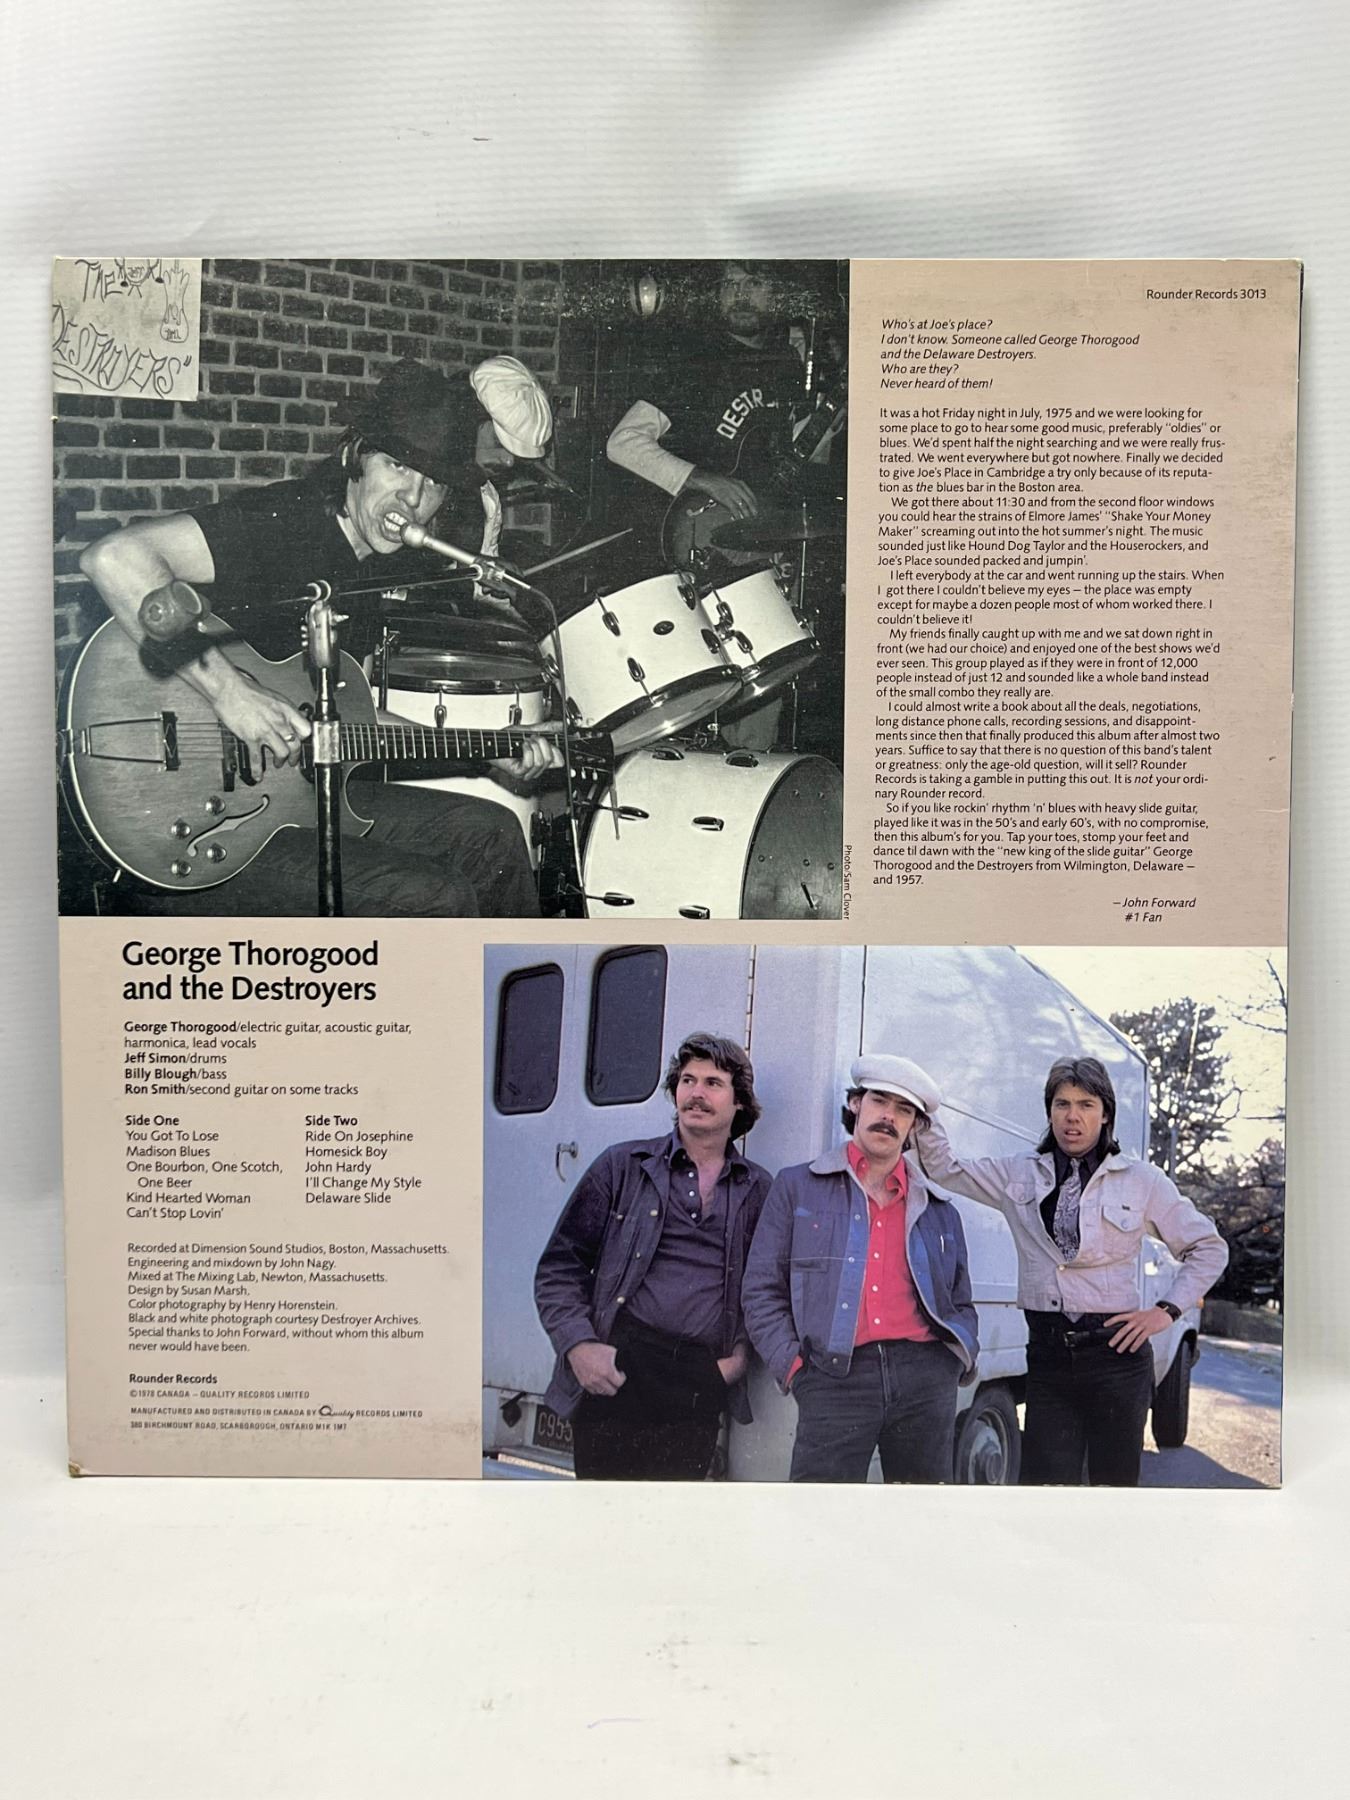 THE
DESTROYERS"
DESTR
Photo/Sam Clover
Rounder Records 3013
Who's at Joe's place?
I don't know. Someone called George Thorogood
and the Delaware Destroyers.
Who are they?
Never heard of them!
It was a hot Friday night in July, 1975 and we were looking for
some place to go to hear some good music, preferably "oldies" or
blues. We'd spent half the night searching and we were really frus-
trated. We went everywhere but got nowhere. Finally we decided
to give Joe's Place in Cambridge a try only because of its reputa-
tion as the blues bar in the Boston area.
We got there about 11:30 and from the second floor windows
you could hear the strains of Elmore James' "Shake Your Money
Maker" screaming out into the hot summer's night. The music
sounded just like Hound Dog Taylor and the Houserockers, and
Joe's Place sounded packed and jumpin'.
I left everybody at the car and went running up the stairs. When
I got there I couldn't believe my eyes – the place was empty
except for maybe a dozen people most of whom worked there. I
couldn't believe it!
My friends finally caught up with me and we sat down right in
front (we had our choice) and enjoyed one of the best shows we'd
ever seen. This group played as if they were in front of 12,000
people instead of just 12 and sounded like a whole band instead
of the small combo they really are.
I could almost write a book about all the deals, negotiations,
long distance phone calls, recording sessions, and disappoint-
ments since then that finally produced this album after almost two
years. Suffice to say that there is no question of this band's talent
or greatness: only the age-old question, will it sell? Rounder
Records is taking a gamble in putting this out. It is not your ordi-
nary Rounder record.
So if you like rockin' rhythm 'n' blues with heavy slide guitar,
played like it was in the 50's and early 60's, with no compromise,
then this album's for you. Tap your toes, stomp your feet and
dance til dawn with the "new king of the slide guitar" George
Thorogood and the Destroyers from Wilmington, Delaware –
and 1957.
–John Forward
#1 Fan
George Thorogood
and the Destroyers
George Thorogood/electric guitar, acoustic guitar,
harmonica, lead vocals
Jeff Simon/drums
Billy Blough/bass
Ron Smith/second guitar on some tracks
Side One
You Got To Lose
Madison Blues
One Bourbon, One Scotch,
One Beer
Kind Hearted Woman
Can't Stop Lovin'
Side Two
Ride On Josephine
Homesick Boy
John Hardy
I'll Change My Style
Delaware Slide
Recorded at Dimension Sound Studios, Boston, Massachusetts.
Engineering and mixdown by John Nagy.
Mixed at The Mixing Lab, Newton, Massachusetts.
Design by Susan Marsh.
Color photography by Henry Horenstein.
Black and white photograph courtesy Destroyer Archives.
Special thanks to John Forward, without whom this album
never would have been.
Rounder Records
©1978 CANADA – QUALITY RECORDS LIMITED
MANUFACTURED AND DISTRIBUTED IN CANADA BY Quality RECORDS LIMITED
380 BIRCHMOUNT ROAD, SCARBOROUGH, ONTARIO M1K 1M7
C955